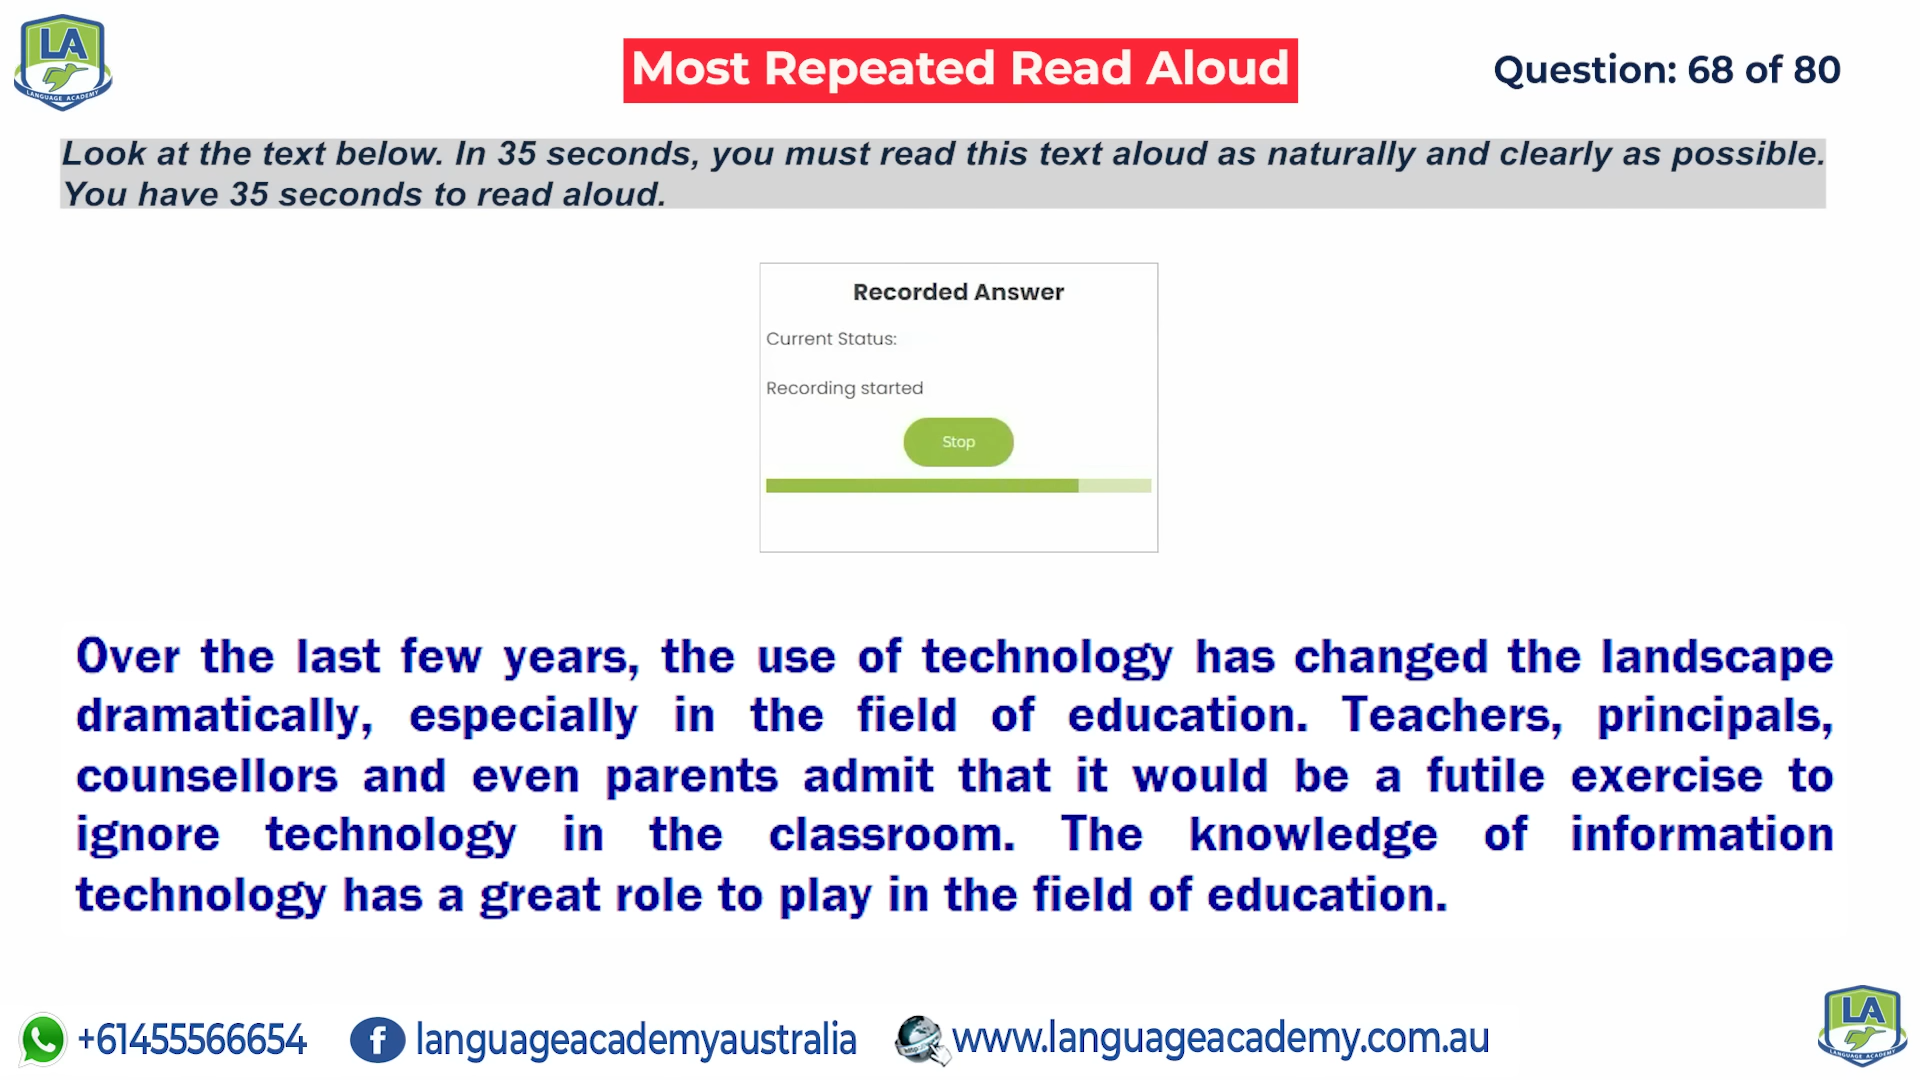 LA
LANGUAGE ACADEMY
Most Repeated Read Aloud
Question: 68 of 80
Look at the text below. In 35 seconds, you must read this text aloud as naturally and clearly as possible.
You have 35 seconds to read aloud.
Recorded Answer
Current Status:
Recording started
Stop
Over the last few years, the use of technology has changed the landscape
dramatically, especially in the field of education. Teachers, principals,
counsellors and even parents admit that it would be a futile exercise to
ignore technology in the classroom. The knowledge of information
technology has a great role to play in the field of education.
+61455566654
f languageacademyaustralia
www.languageacademy.com.au
LA
LANGUAGE ACADEMY